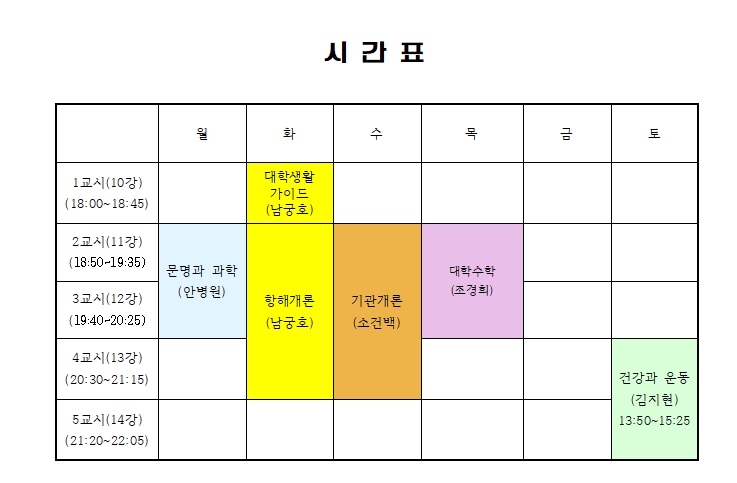 시 간 표
월 화 수 목 금 토
1교시(10강)
(18:00~18:45)
대학생활
가이드
(남궁호)
2교시(11강)
(18:50~19:35)
3교시(12강)
(19:40~20:25)
문명과 과학
(안병원)
항해개론
(남궁호)
기관개론
(소건백)
대학수학
(조경희)
4교시(13강)
(20:30~21:15)
5교시(14강)
(21:20~22:05)
건강과 운동
(김지현)
13:50~15:25